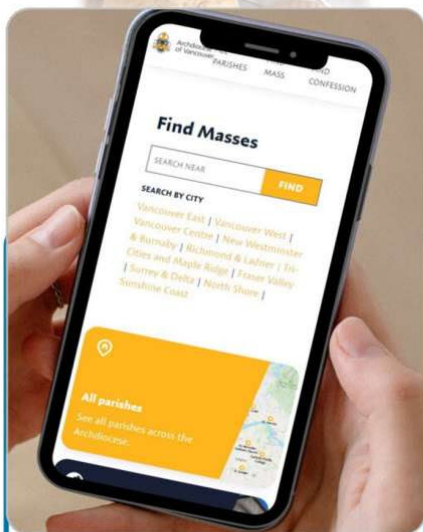 Archdiocese
of Vancouver
PARISHES
MASS
CONFESSION
Find Masses
SEARCH NEAR
FIND
SEARCH BY CITY
Vancouver East | Vancouver West |
Vancouver Centre | New Westminster
& Burnaby | Richmond & Ladner | Tri-
Cities and Maple Ridge | Fraser Valley
| Surrey & Delta | North Shore |
Sunshine Coast
All parishes
See all parishes across the
Archdiocese.